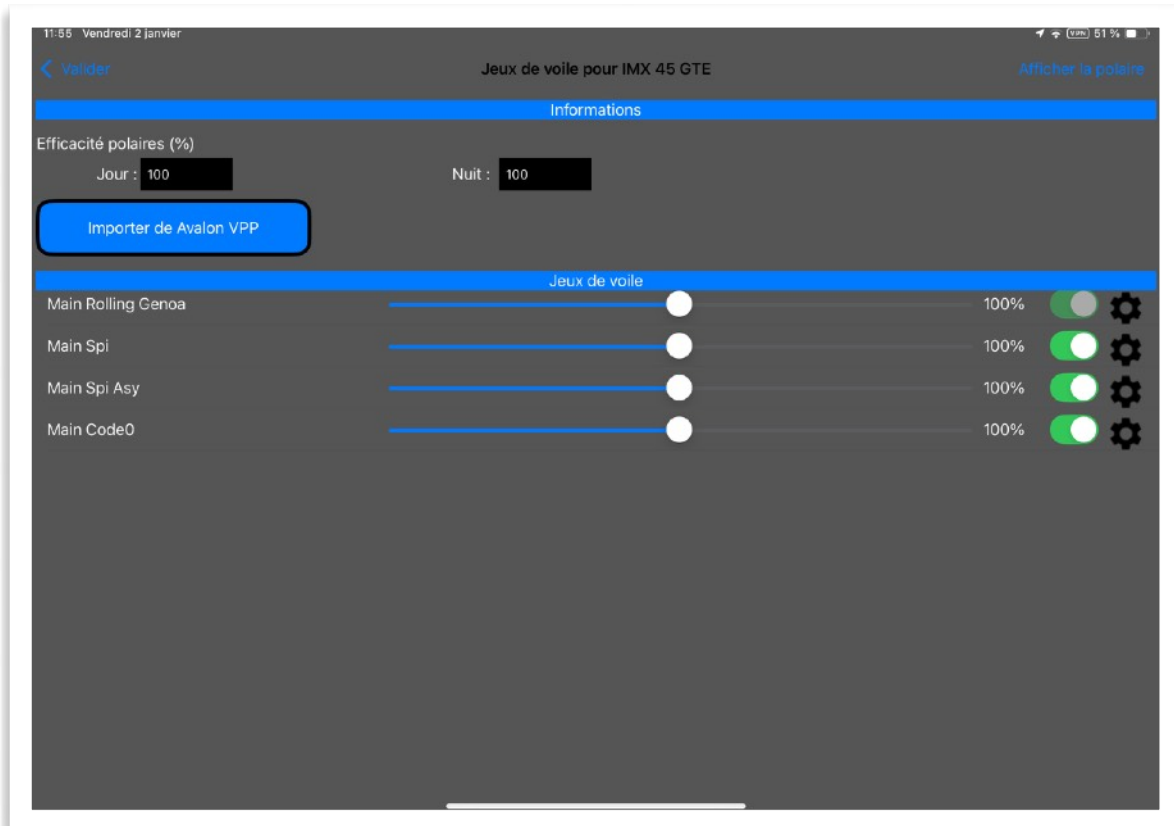 11:55 Vendredi 2 janvier VPN 51 %
Valider Jeux de voile pour IMX 45 GTE Afficher la polaire
Informations
Efficacité polaires (%)
Jour : 100 Nuit : 100
Importer de Avalon VPP
Jeux de voile
Main Rolling Genoa 100%
Main Spi 100%
Main Spi Asy 100%
Main Code0 100%